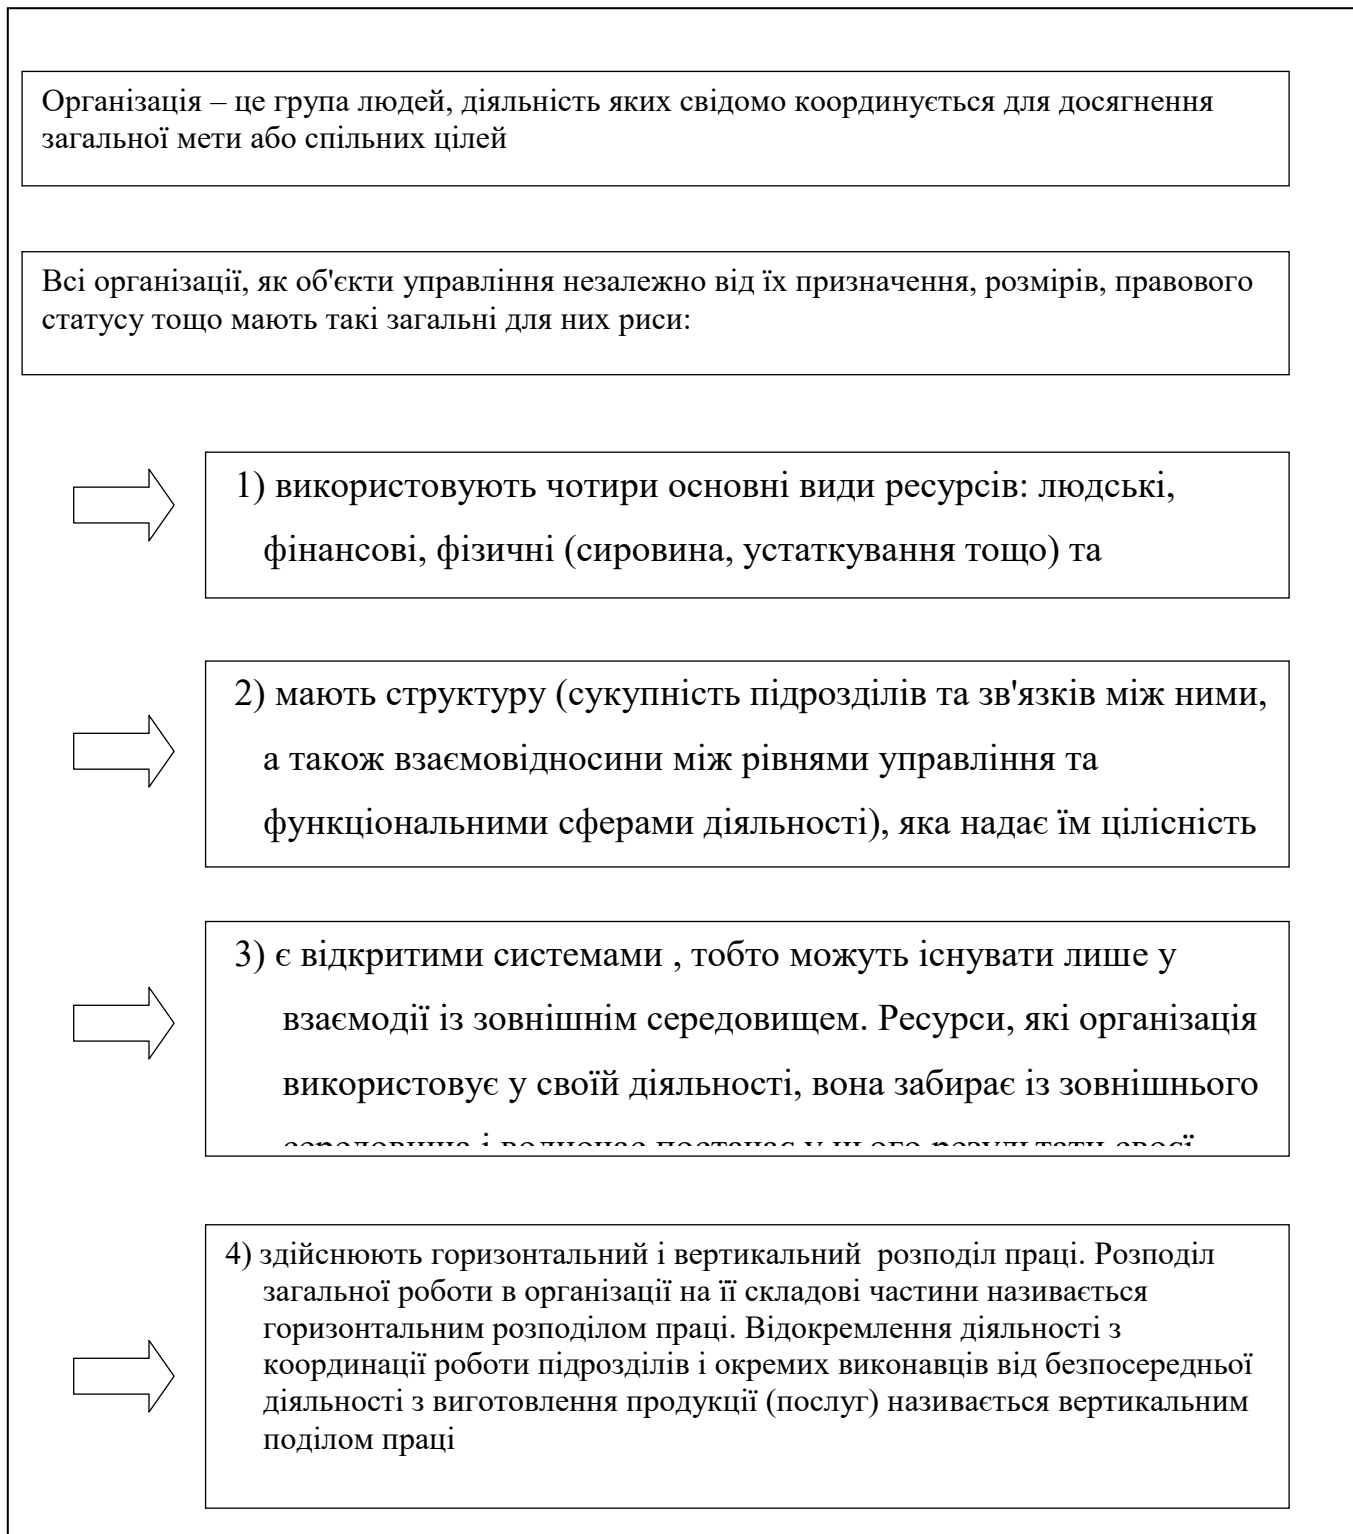 Організація – це група людей, діяльність яких свідомо координується для досягнення
загальної мети або спільних цілей
Всі організації, як об'єкти управління незалежно від їх призначення, розмірів, правового
статусу тощо мають такі загальні для них риси:
1) використовують чотири основні види ресурсів: людські,
фінансові, фізичні (сировина, устаткування тощо) та
2) мають структуру (сукупність підрозділів та зв'язків між ними,
а також взаємовідносини між рівнями управління та
функціональними сферами діяльності), яка надає їм цілісність
3) є відкритими системами , тобто можуть існувати лише у
взаємодії із зовнішнім середовищем. Ресурси, які організація
використовує у своїй діяльності, вона забирає із зовнішнього
середовища і водночас постачає у нього результати своєї
4) здійснюють горизонтальний і вертикальний  розподіл праці. Розподіл
загальної роботи в організації на її складові частини називається
горизонтальним розподілом праці. Відокремлення діяльності з
координації роботи підрозділів і окремих виконавців від безпосередньої
діяльності з виготовлення продукції (послуг) називається вертикальним
поділом праці